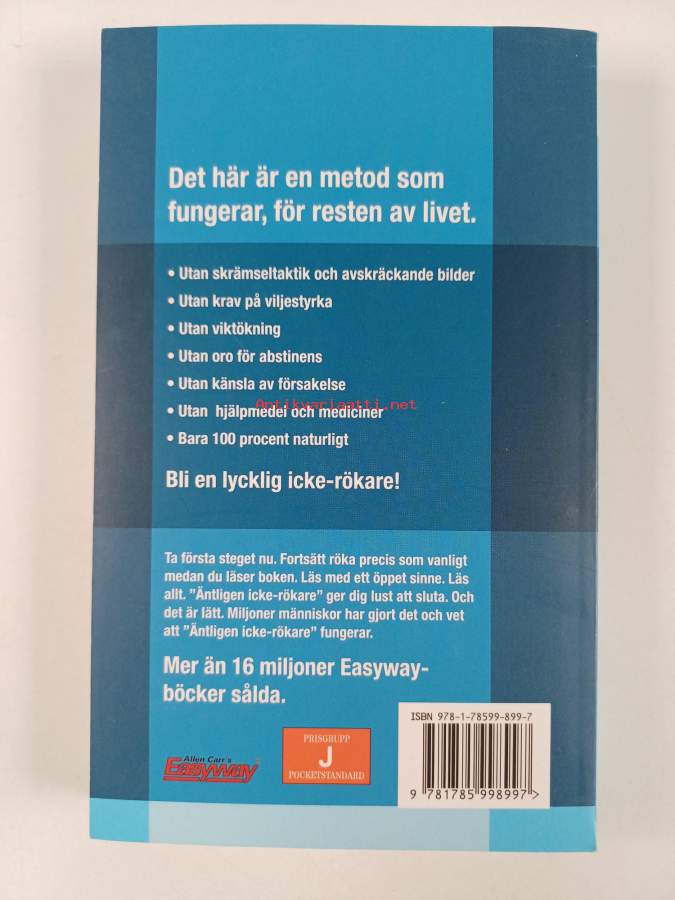 Det här är en metod som
fungerar, för resten av livet.
• Utan skrämseltaktik och avskräckande bilder
• Utan krav på viljestyrka
• Utan viktökning
• Utan oro för abstinens
• Utan känsla av försakelse
Antikvariaatti.net
• Utan hjälpmedel och mediciner
• Bara 100 procent naturligt
Bli en lycklig icke-rökare!
Ta första steget nu. Fortsätt röka precis som vanligt
medan du läser boken. Läs med ett öppet sinne. Läs
allt. ”Äntligen icke-rökare” ger dig lust att sluta. Och
det är lätt. Miljoner människor har gjort det och vet
att ”Äntligen icke-rökare” fungerar.
Mer än 16 miljoner Easyway-
böcker sålda.
Allen Carr's
Easyway
PRISGRUPP
J
POCKETSTANDARD
ISBN 978-1-78599-899-7
9 781785 998997 >